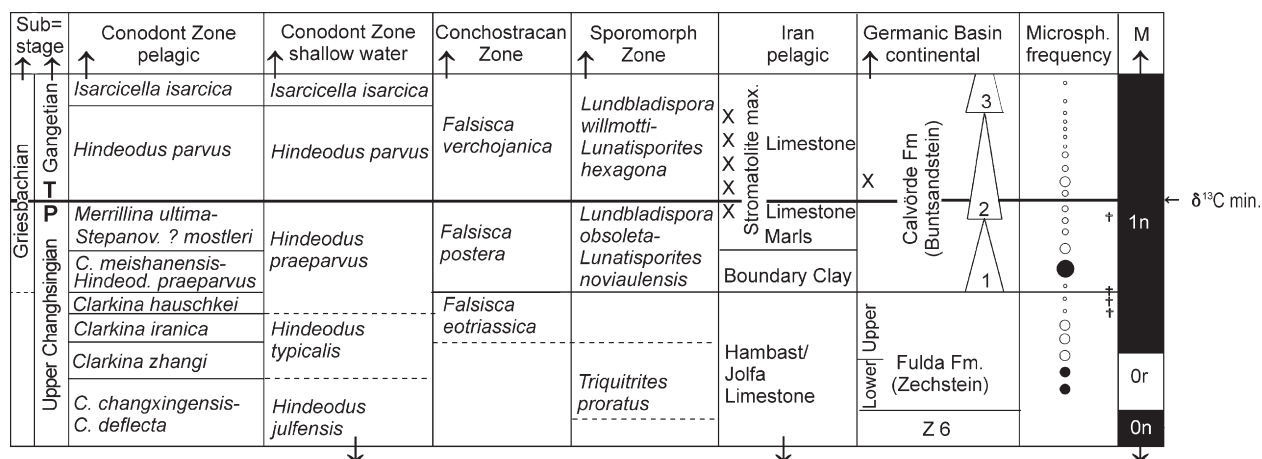 Sub=
stage
Conodont Zone
pelagic
Conodont Zone
shallow water
Conchostracan
Zone
Sporomorph
Zone
Iran
pelagic
Germanic Basin
continental
Microsph.
frequency
M
Griesbachian
Gangetian
T
P
Upper Changhsingian
Isarcicella isarcica
Hindeodus parvus
Merrillina ultima-
Stepanov. ? mostleri
C. meishanensis-
Hindeod. praeparvus
Clarkina hauschkei
Clarkina iranica
Clarkina zhangi
C. changxingensis-
C. deflecta
Isarcicella isarcica
Hindeodus parvus
Hindeodus
praeparvus
Hindeodus
typicalis
Hindeodus
julfensis
Falsisca
verchojanica
Falsisca
postera
Falsisca
eotriassica
Lundbladispora
willmotti-
Lunatisporites
hexagona
Lundbladispora
obsoleta-
Lunatisporites
noviaulensis
Triquitrites
proratus
X
X
X
X
X
Stromatolite max.
Limestone
Limestone
Marls
Boundary Clay
Hambast/
Jolfa
Limestone
X
Calvörde Fm
(Buntsandstein)
3
2
1
Lower
Upper
Fulda Fm.
(Zechstein)
Z 6
†
†
†
†
1n
0r
0n
← δ¹³C min.